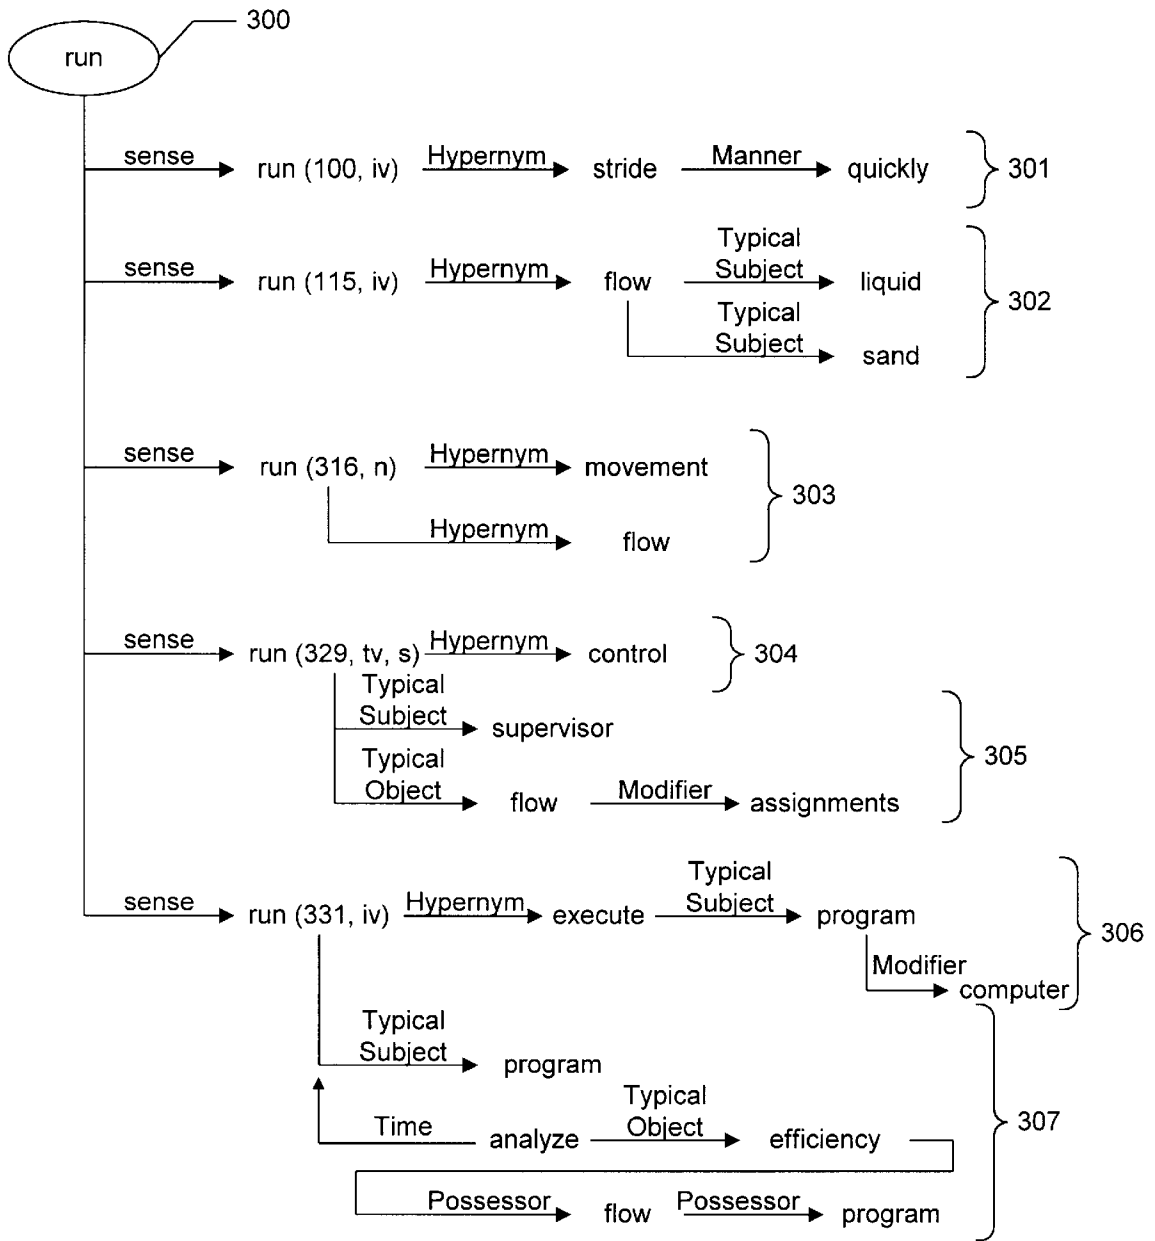 300
run
sense run (100, iv) Hypernym stride Manner quickly 301
Typical
sense run (115, iv) Hypernym flow Subject liquid
302
Typical
Subject sand
sense run (316, n) Hypernym movement
303
Hypernym flow
sense run (329, tv, s) Hypernym control 304
Typical
Subject supervisor
305
Typical
Object flow Modifier assignments
Typical
sense run (331, iv) Hypernym execute Subject program
306
Modifier
computer
Typical
Subject program
307
Typical
Time analyze Object efficiency
Possessor flow Possessor program